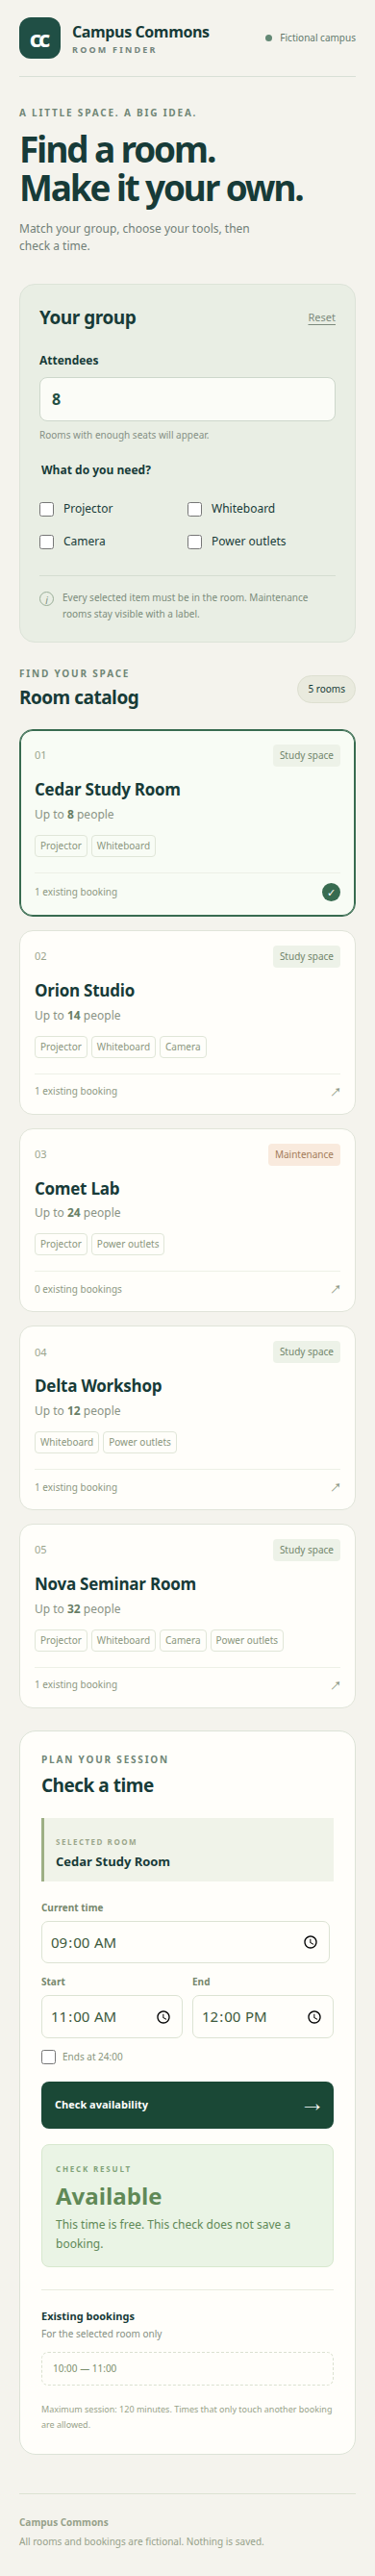 cc
Campus Commons
ROOM FINDER
Fictional campus
A LITTLE SPACE. A BIG IDEA.
Find a room.
Make it your own.
Match your group, choose your tools, then
check a time.
Your group
Reset
Attendees
8
Rooms with enough seats will appear.
What do you need?
Projector
Whiteboard
Camera
Power outlets
i
Every selected item must be in the room. Maintenance
rooms stay visible with a label.
FIND YOUR SPACE
Room catalog
5 rooms
01
Study space
Cedar Study Room
Up to 8 people
Projector
Whiteboard
1 existing booking
✓
02
Study space
Orion Studio
Up to 14 people
Projector
Whiteboard
Camera
1 existing booking
↗
03
Maintenance
Comet Lab
Up to 24 people
Projector
Power outlets
0 existing bookings
↗
04
Study space
Delta Workshop
Up to 12 people
Whiteboard
Power outlets
1 existing booking
↗
05
Study space
Nova Seminar Room
Up to 32 people
Projector
Whiteboard
Camera
Power outlets
1 existing booking
↗
PLAN YOUR SESSION
Check a time
SELECTED ROOM
Cedar Study Room
Current time
09:00 AM
Start
End
11:00 AM
12:00 PM
Ends at 24:00
Check availability →
CHECK RESULT
Available
This time is free. This check does not save a
booking.
Existing bookings
For the selected room only
10:00 — 11:00
Maximum session: 120 minutes. Times that only touch another booking
are allowed.
Campus Commons
All rooms and bookings are fictional. Nothing is saved.